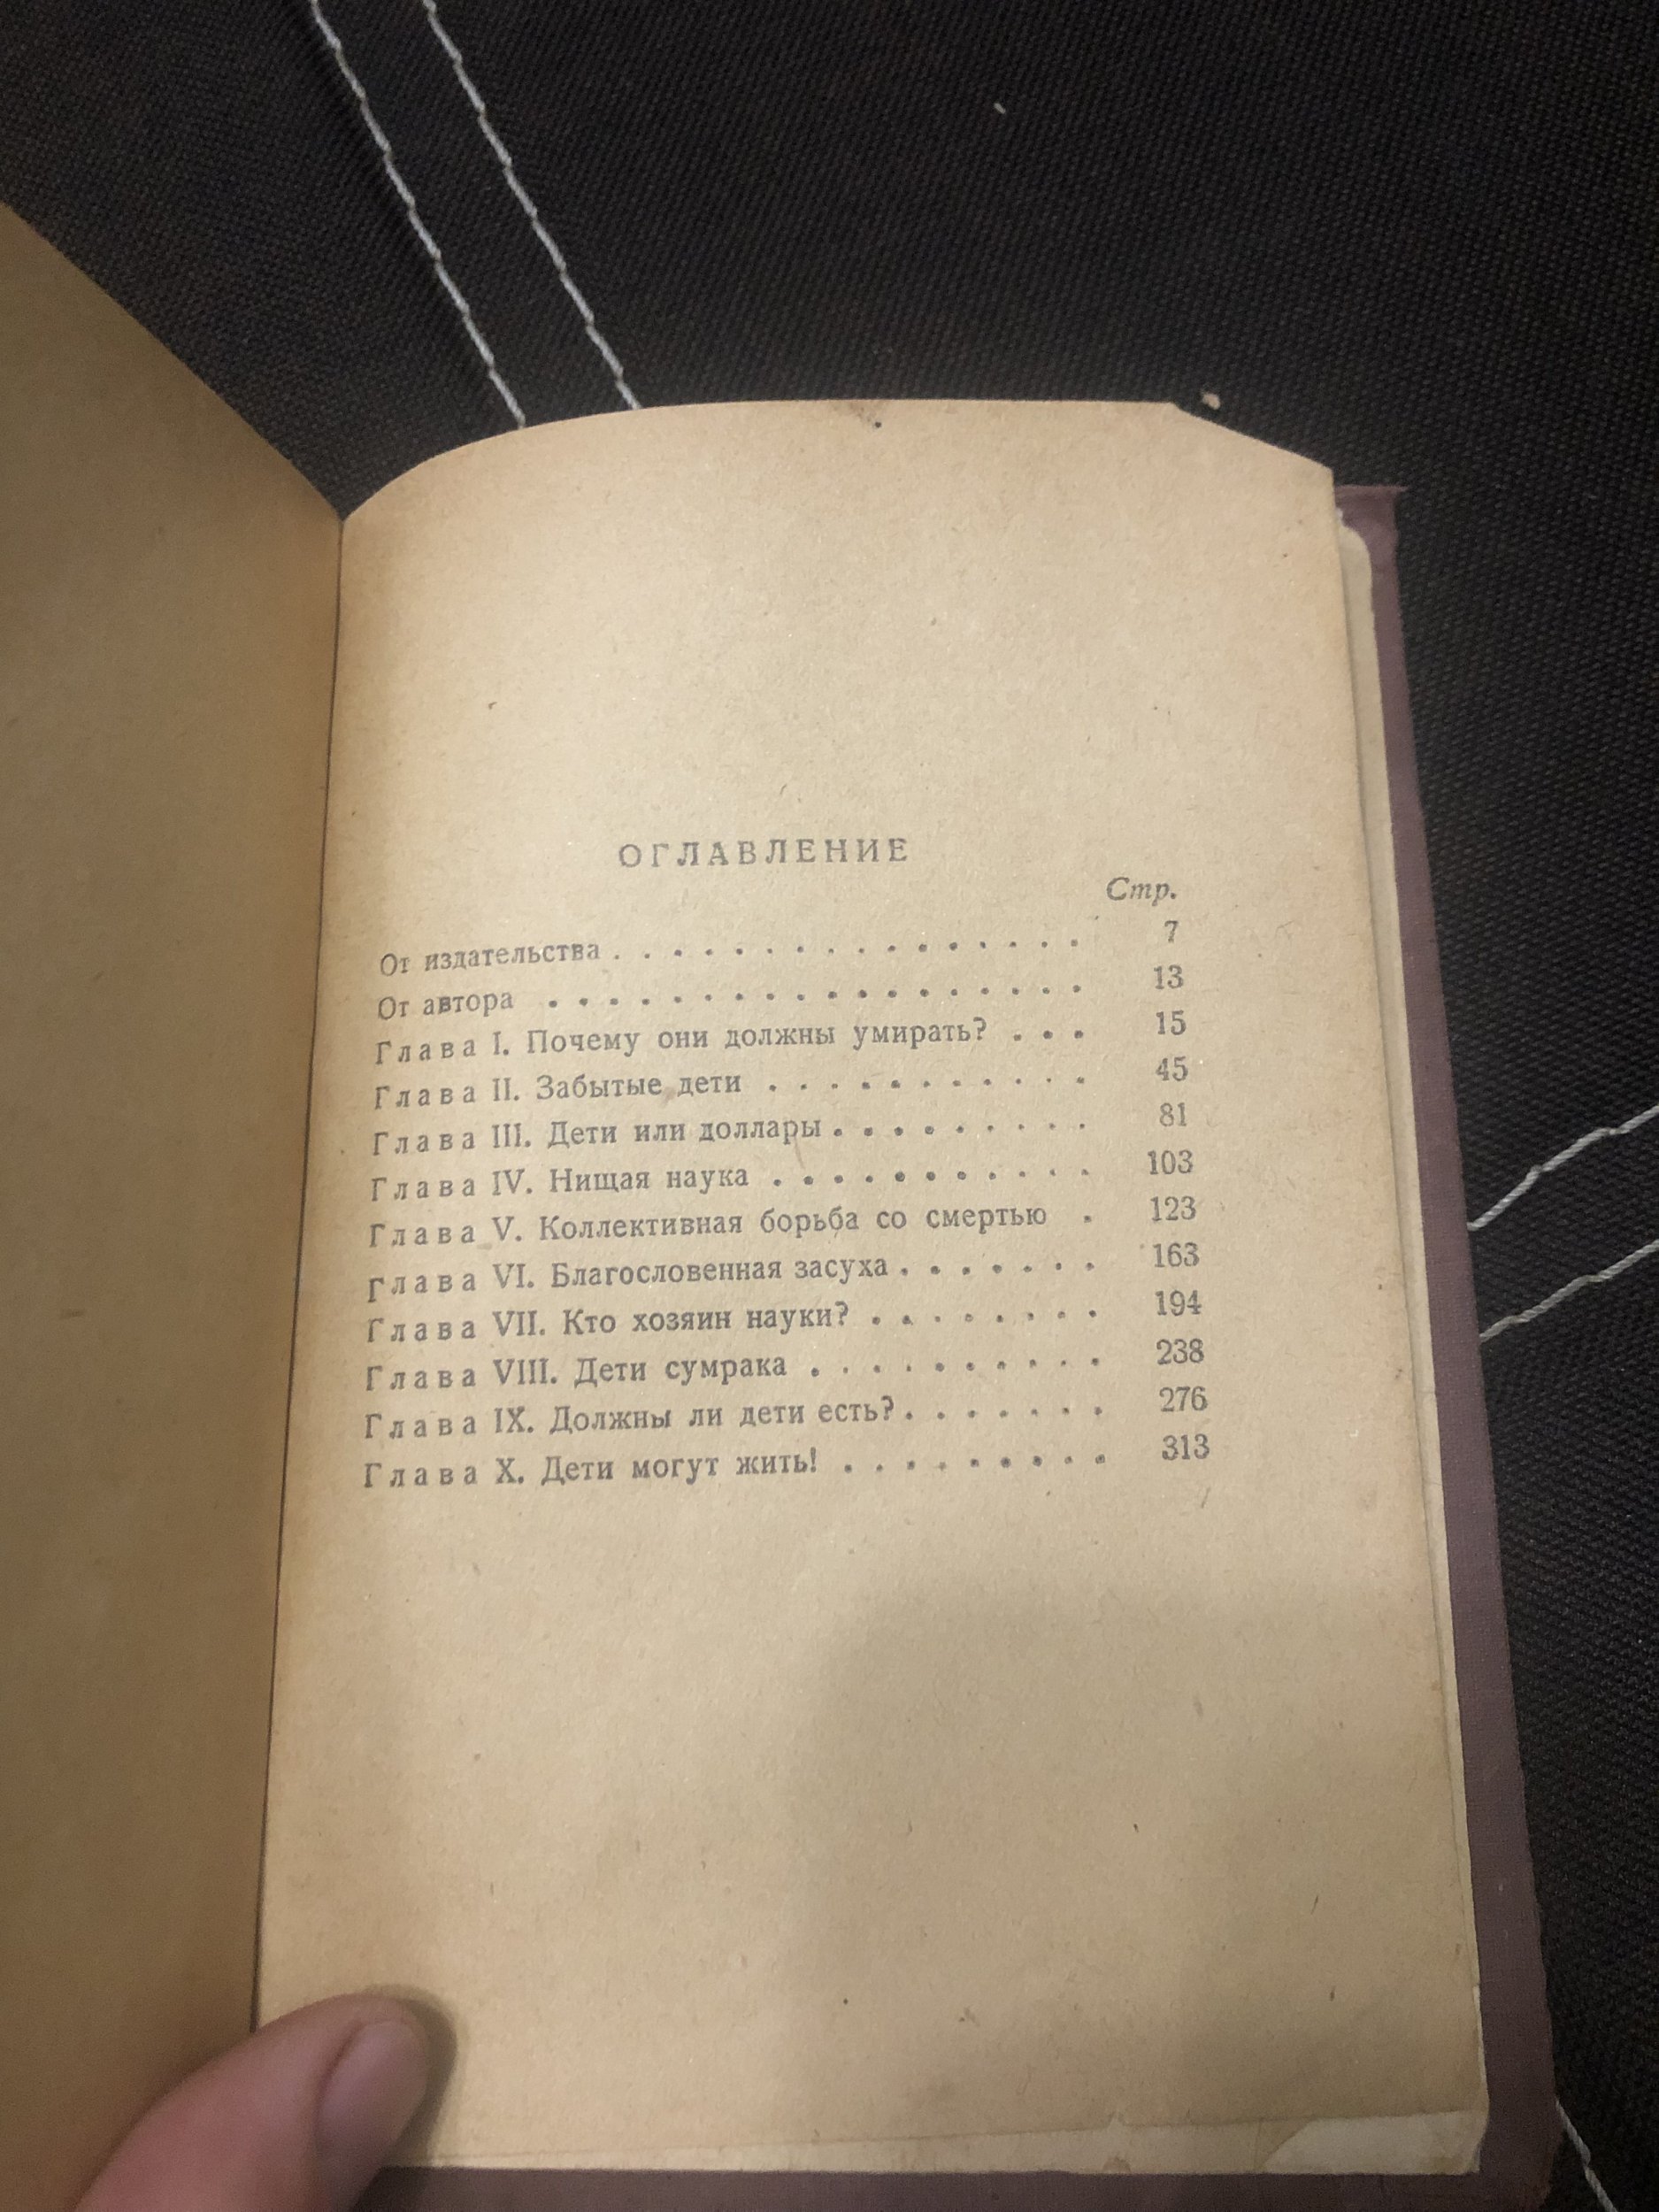 ОГЛАВЛЕНИЕ
Стр.
От издательства . . . . . . . . . . . . . . . . 7
От автора . . . . . . . . . . . . . . . . . . 13
Глава I. Почему они должны умирать? . . . 15
Глава II. Забытые дети . . . . . . . . . . . 45
Глава III. Дети или доллары . . . . . . . . . 81
Глава IV. Нищая наука . . . . . . . . . . . 103
Глава V. Коллективная борьба со смертью . 123
Глава VI. Благословенная засуха . . . . . . . 163
Глава VII. Кто хозяин науки? . . . . . . . . 194
Глава VIII. Дети сумрака . . . . . . . . . . 238
Глава IX. Должны ли дети есть? . . . . . . . 276
Глава X. Дети могут жить! . . . . . . . . . 313